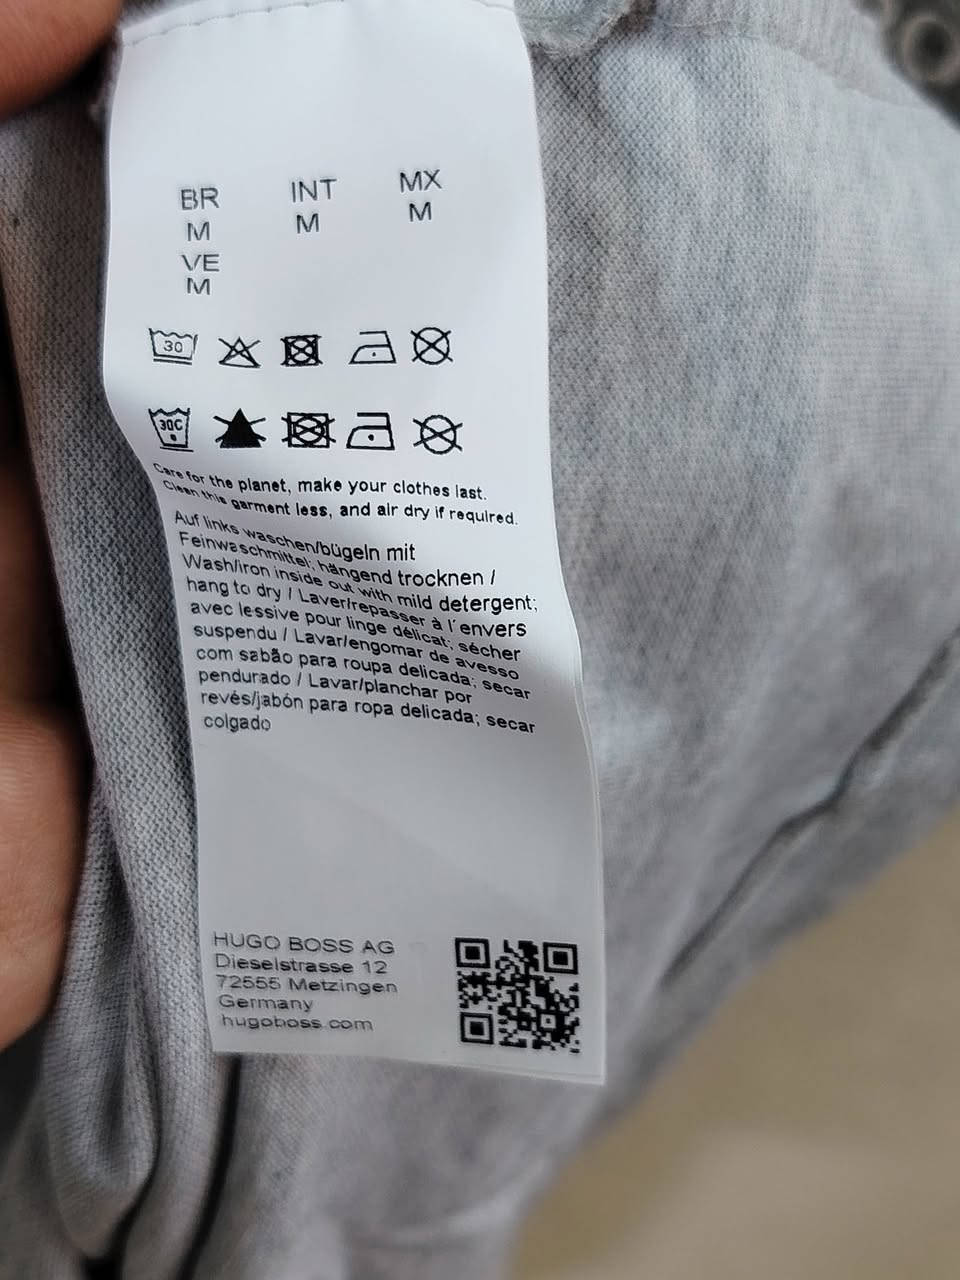 BR INT MX
M M M
VE
M
30
30C
Care for the planet, make your clothes last.
Clean this garment less, and air dry if required.
Auf links waschen/bügeln mit
Feinwaschmittel; hängend trocknen /
Wash/iron inside out with mild detergent;
hang to dry / Laver/repasser à l'envers
avec lessive pour linge délicat; sécher
suspendu / Lavar/engomar de avesso
com sabão para roupa delicada; secar
pendurado / Lavar/planchar por
revés/jabón para ropa delicada; secar
colgado
HUGO BOSS AG
Dieselstrasse 12
72555 Metzingen
Germany
hugoboss.com